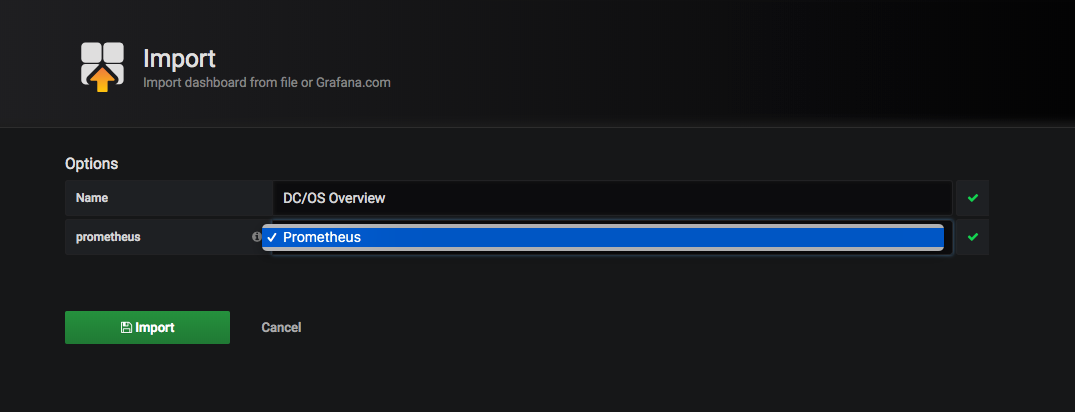 Import
Import dashboard from file or Grafana.com
Options
Name DC/OS Overview
prometheus Prometheus
Import Cancel